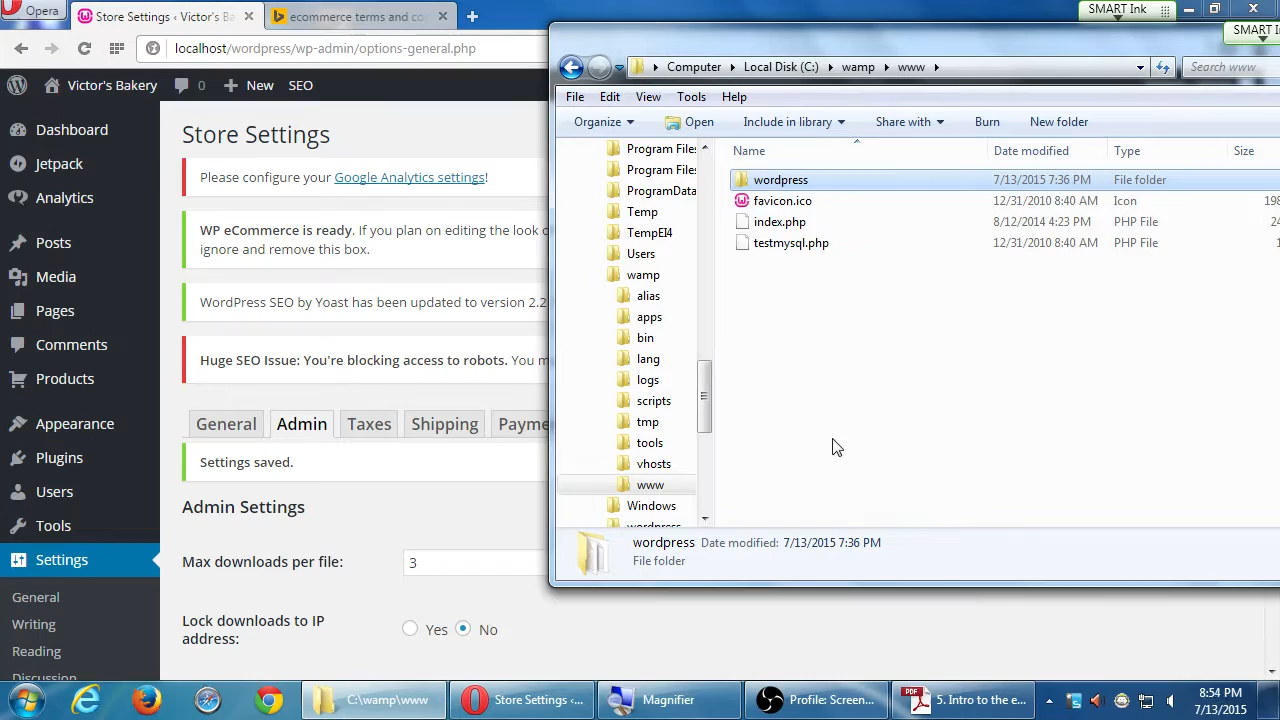 Opera
Store Settings ‹ Victor's Ba
ecommerce terms and co
SMART Ink
SMART In
localhost/wordpress/wp-admin/options-general.php
Computer
Local Disk (C:)
wamp
www
Search www
Victor's Bakery
0
New
SEO
File
Edit
View
Tools
Help
Organize
Open
Include in library
Share with
Burn
New folder
Dashboard
Jetpack
Analytics
Posts
Media
Pages
Comments
Products
Appearance
Plugins
Users
Tools
Settings
General
Writing
Reading
Discussion
Store Settings
Please configure your Google Analytics settings!
WP eCommerce is ready. If you plan on editing the look o
ignore and remove this box.
WordPress SEO by Yoast has been updated to version 2.2
Huge SEO Issue: You're blocking access to robots. You m
General
Admin
Taxes
Shipping
Payme
Settings saved.
Admin Settings
Max downloads per file:
3
Lock downloads to IP
address:
Yes
No
Program Files
Program Files
ProgramData
Temp
TempEI4
Users
wamp
alias
apps
bin
lang
logs
scripts
tmp
tools
vhosts
www
Windows
wordpress
Name
Date modified
Type
Size
wordpress
7/13/2015 7:36 PM
File folder
favicon.ico
12/31/2010 8:40 AM
Icon
198
index.php
8/12/2014 4:23 PM
PHP File
24
testmysql.php
12/31/2010 8:40 AM
PHP File
1
wordpress
Date modified: 7/13/2015 7:36 PM
File folder
C:\wamp\www
Store Settings ‹...
Magnifier
Profile: Screen...
PDF
5. Intro to the e...
8:54 PM
7/13/2015